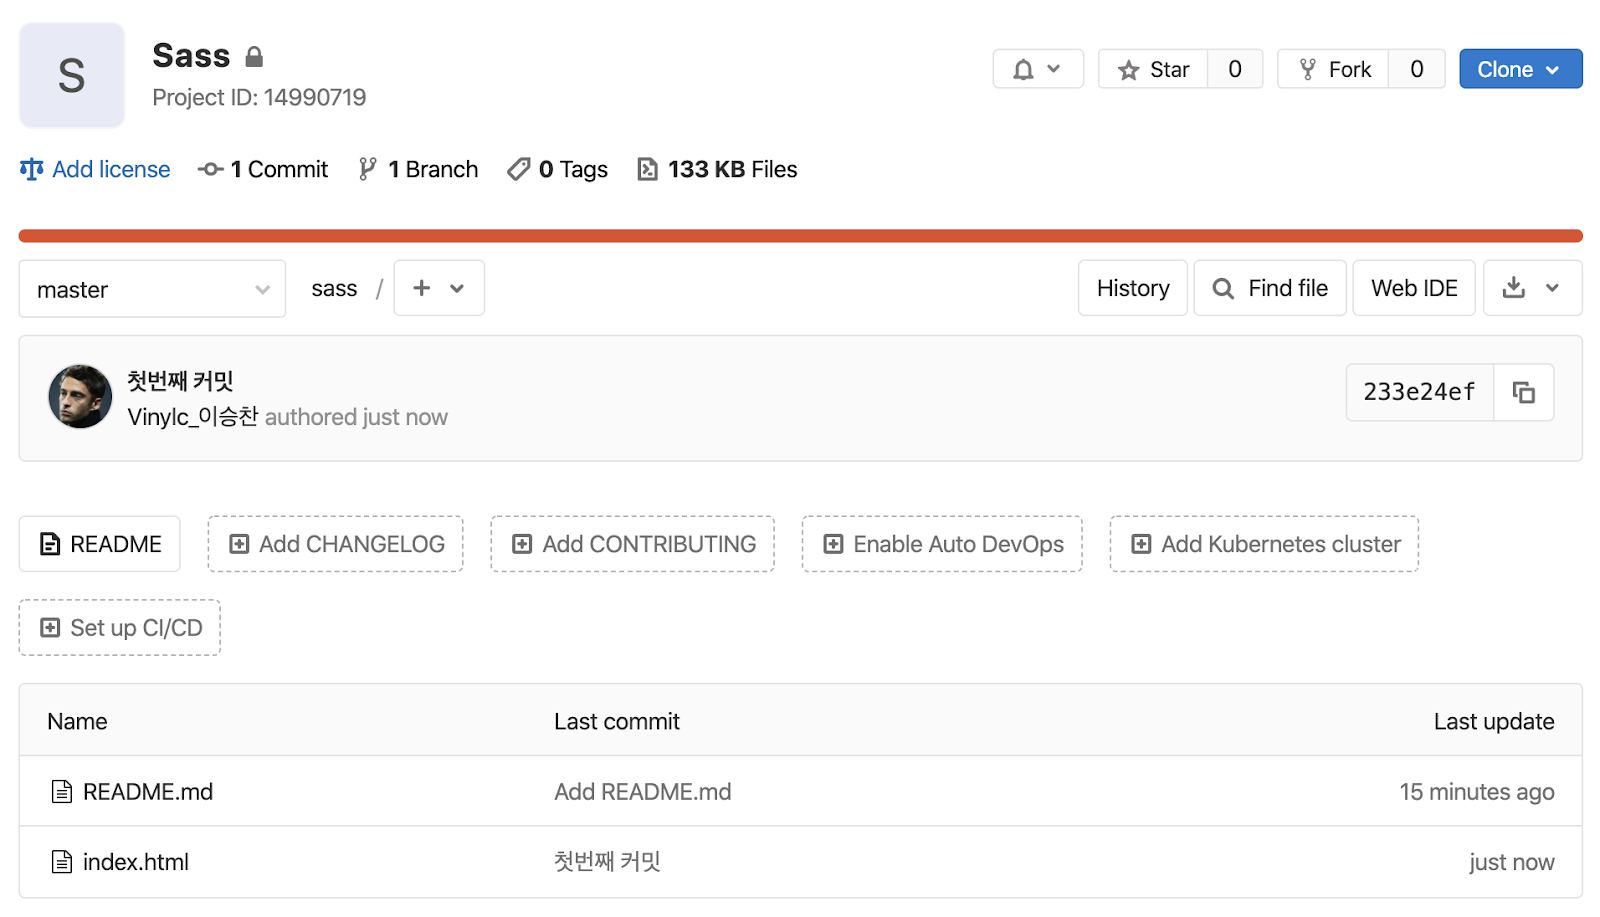 S
Sass
Project ID: 14990719
Star 0
Fork 0
Clone
Add license
1 Commit
1 Branch
0 Tags
133 KB Files
master
sass /
History
Find file
Web IDE
첫번째 커밋
Vinylc_이승찬 authored just now
233e24ef
README
Add CHANGELOG
Add CONTRIBUTING
Enable Auto DevOps
Add Kubernetes cluster
Set up CI/CD
Name Last commit Last update
README.md Add README.md 15 minutes ago
index.html 첫번째 커밋 just now